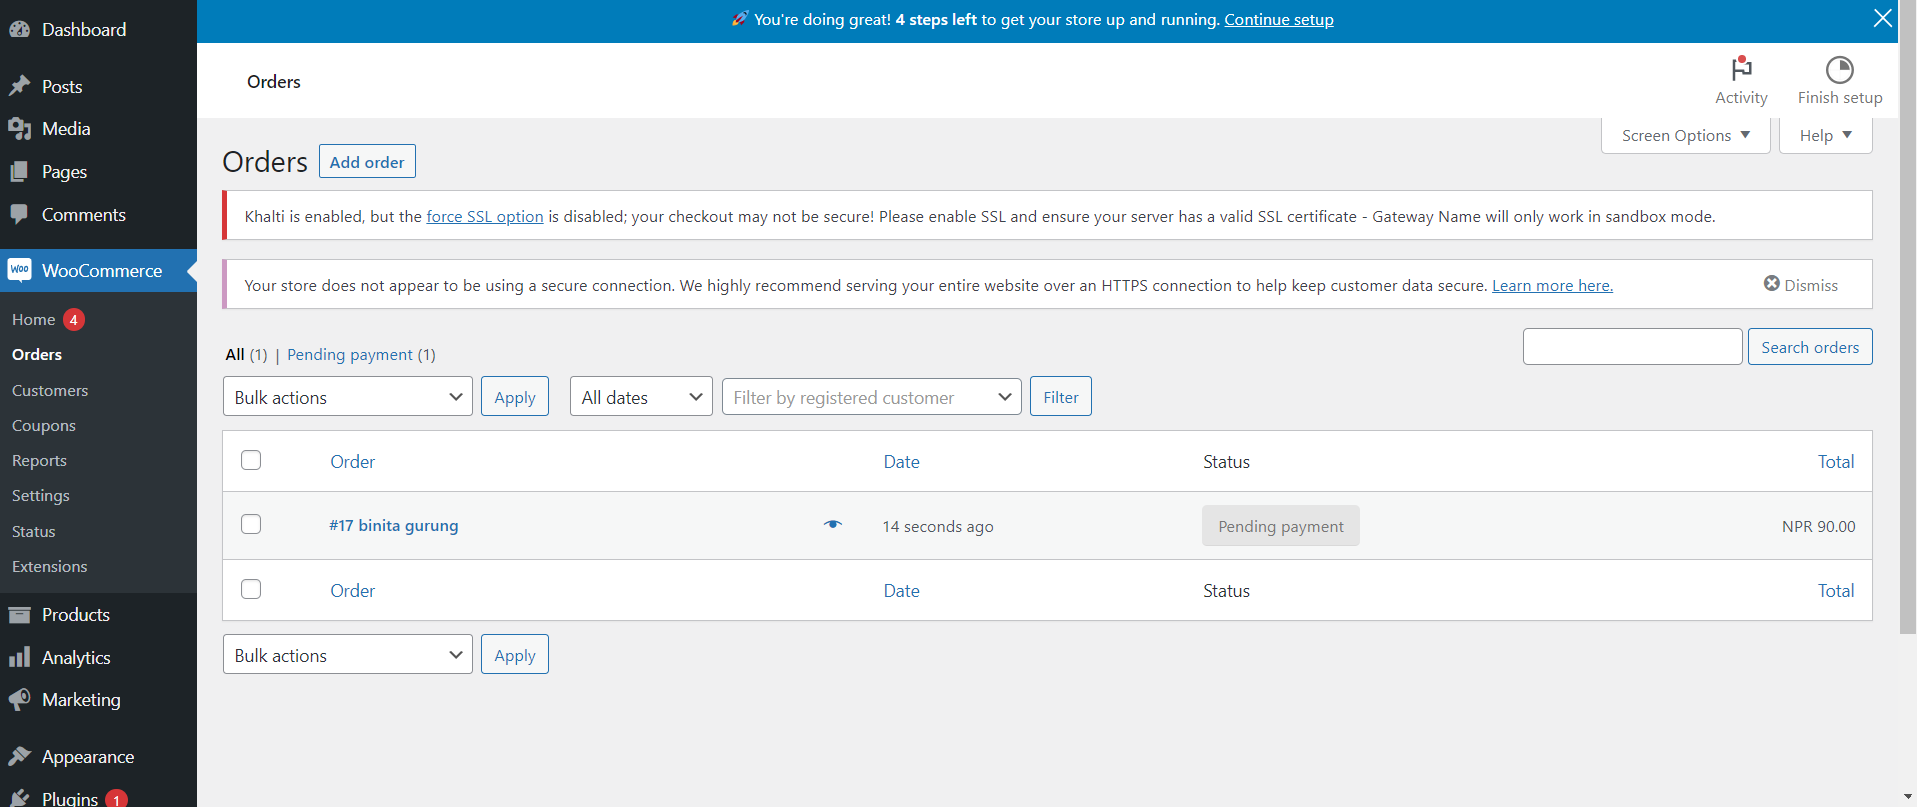 🚀 You're doing great! 4 steps left to get your store up and running. Continue setup
Dashboard
Posts
Media
Pages
Comments
Woo WooCommerce
Home 4
Orders
Customers
Coupons
Reports
Settings
Status
Extensions
Products
Analytics
Marketing
Appearance
Plugins 1
Orders
Activity
Finish setup
Screen Options
Help
Orders
Add order
Khalti is enabled, but the force SSL option is disabled; your checkout may not be secure! Please enable SSL and ensure your server has a valid SSL certificate - Gateway Name will only work in sandbox mode.
Your store does not appear to be using a secure connection. We highly recommend serving your entire website over an HTTPS connection to help keep customer data secure. Learn more here. Dismiss
All (1) | Pending payment (1)
Search orders
Bulk actions Apply All dates Filter by registered customer Filter
Order Date Status Total
#17 binita gurung 14 seconds ago Pending payment NPR 90.00
Order Date Status Total
Bulk actions Apply